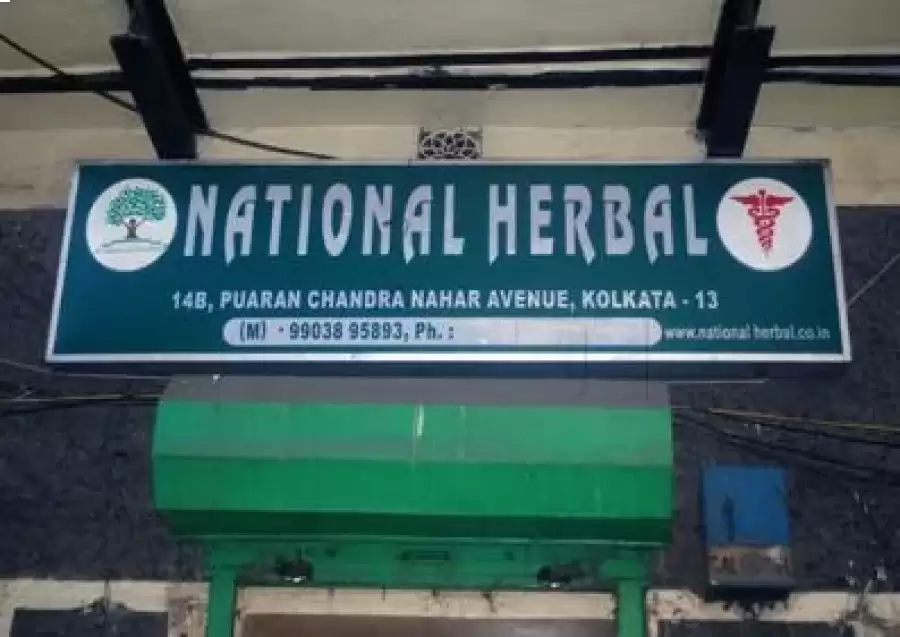 NATIONAL HERBAL
14B, PUARAN CHANDRA NAHAR AVENUE, KOLKATA - 13
(M) • 99038 95893, Ph. :
www.national herbal.co.in